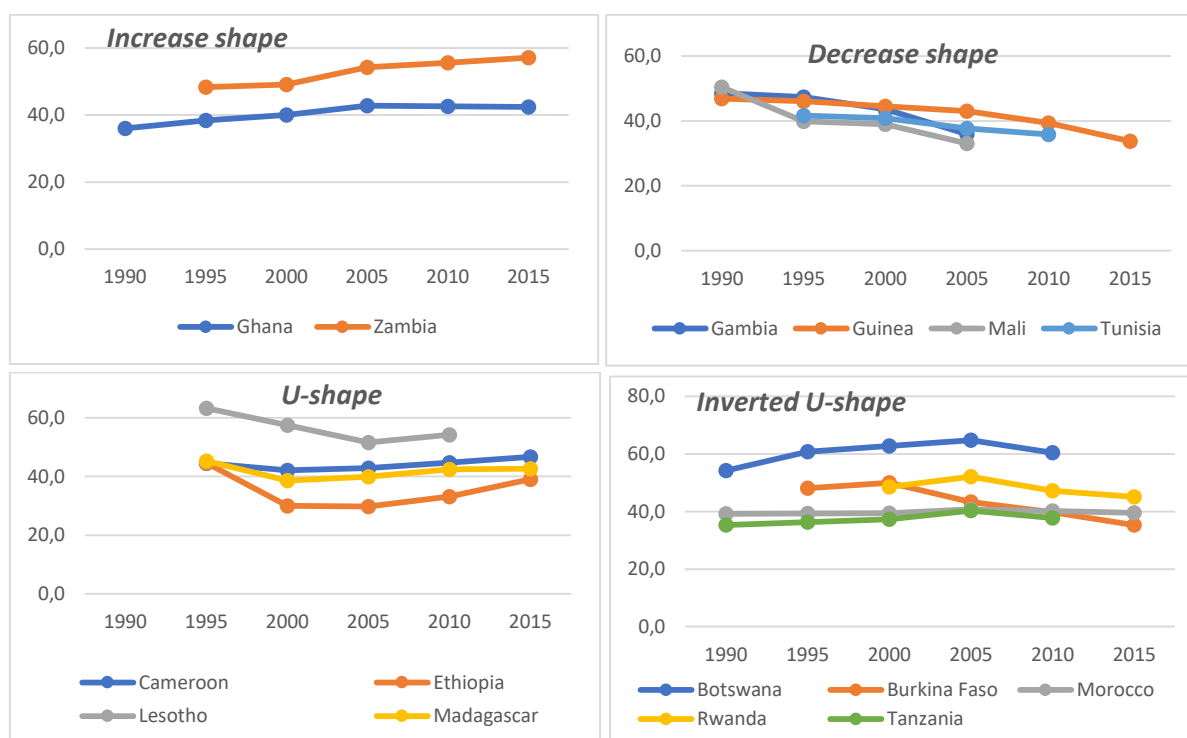 Increase shape
60,0
40,0
20,0
0,0
1990 1995 2000 2005 2010 2015
Ghana Zambia
Decrease shape
60,0
40,0
20,0
0,0
1990 1995 2000 2005 2010 2015
Gambia Guinea Mali Tunisia
U-shape
60,0
40,0
20,0
0,0
1990 1995 2000 2005 2010 2015
Cameroon Ethiopia
Lesotho Madagascar
80,0
Inverted U-shape
60,0
40,0
20,0
0,0
1990 1995 2000 2005 2010 2015
Botswana Burkina Faso Morocco
Rwanda Tanzania